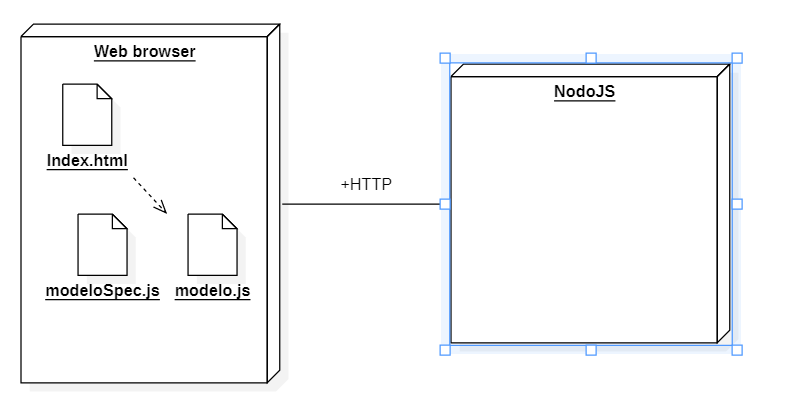 Web browser
Index.html
modeloSpec.js
modelo.js
+HTTP
NodoJS